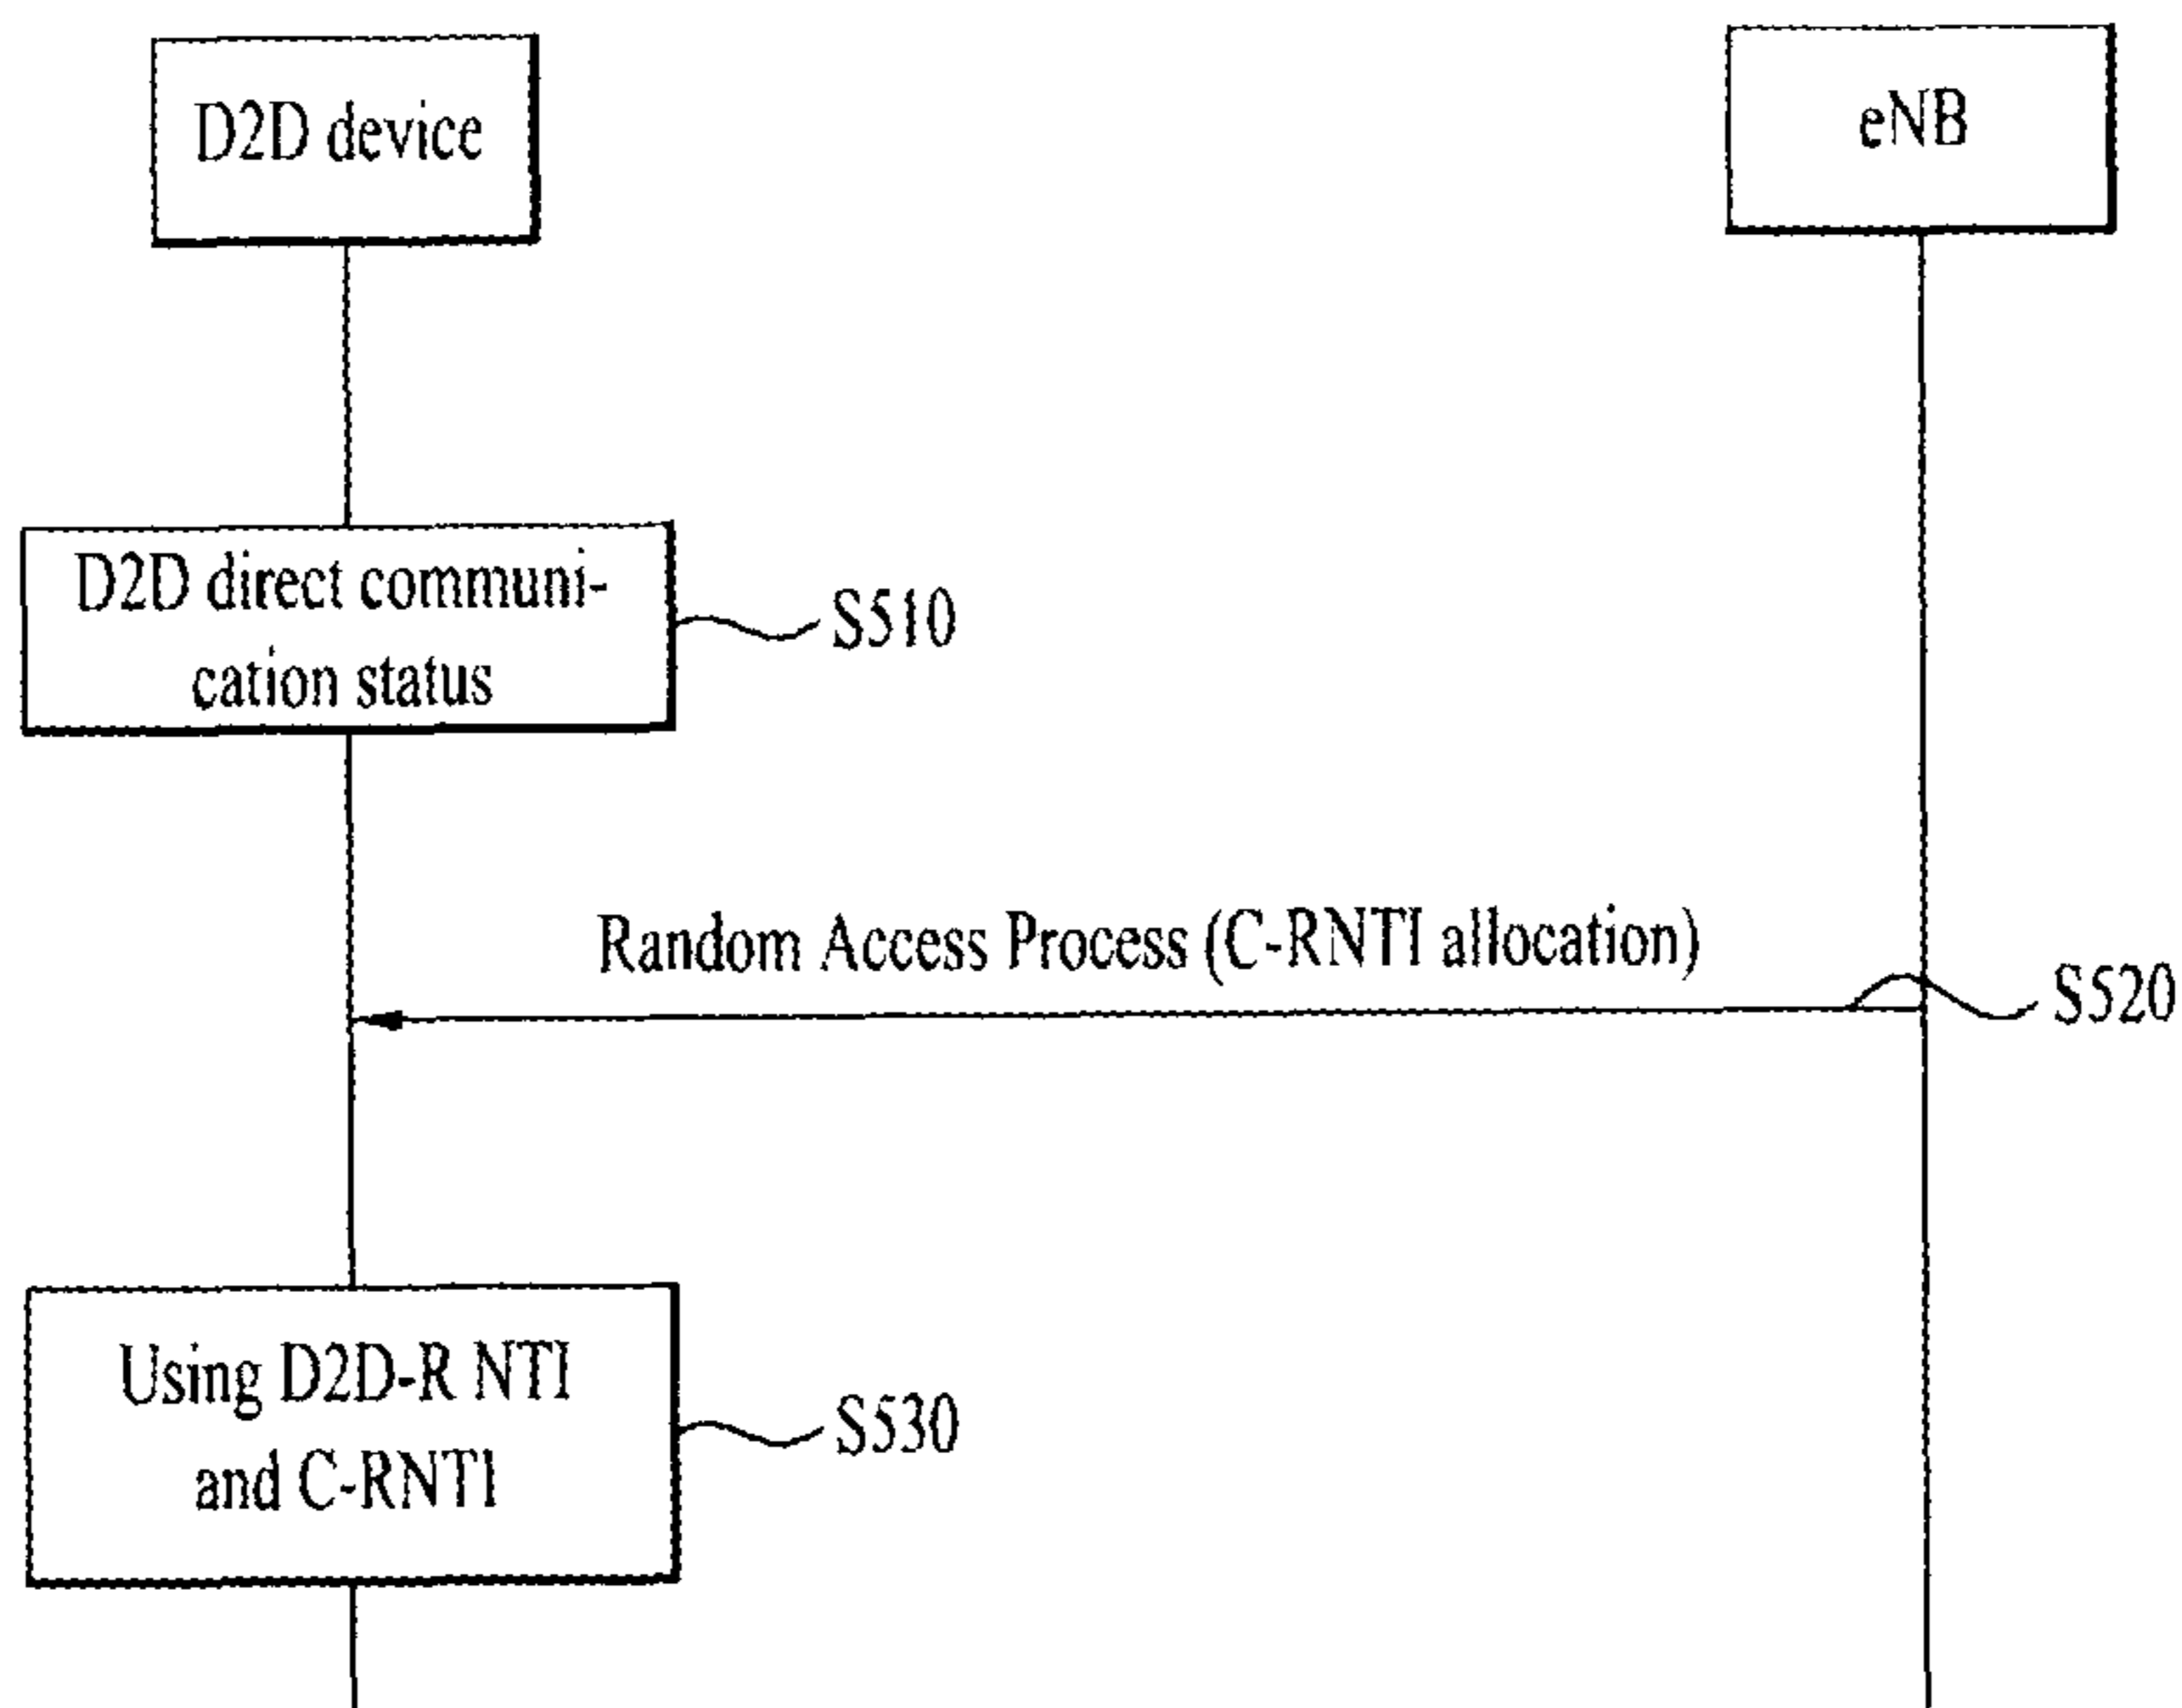 D2D device
eNB
D2D direct communi-
cation status
S510
Random Access Process (C-RNTI allocation)
S520
Using D2D-R NTI
and C-RNTI
S530